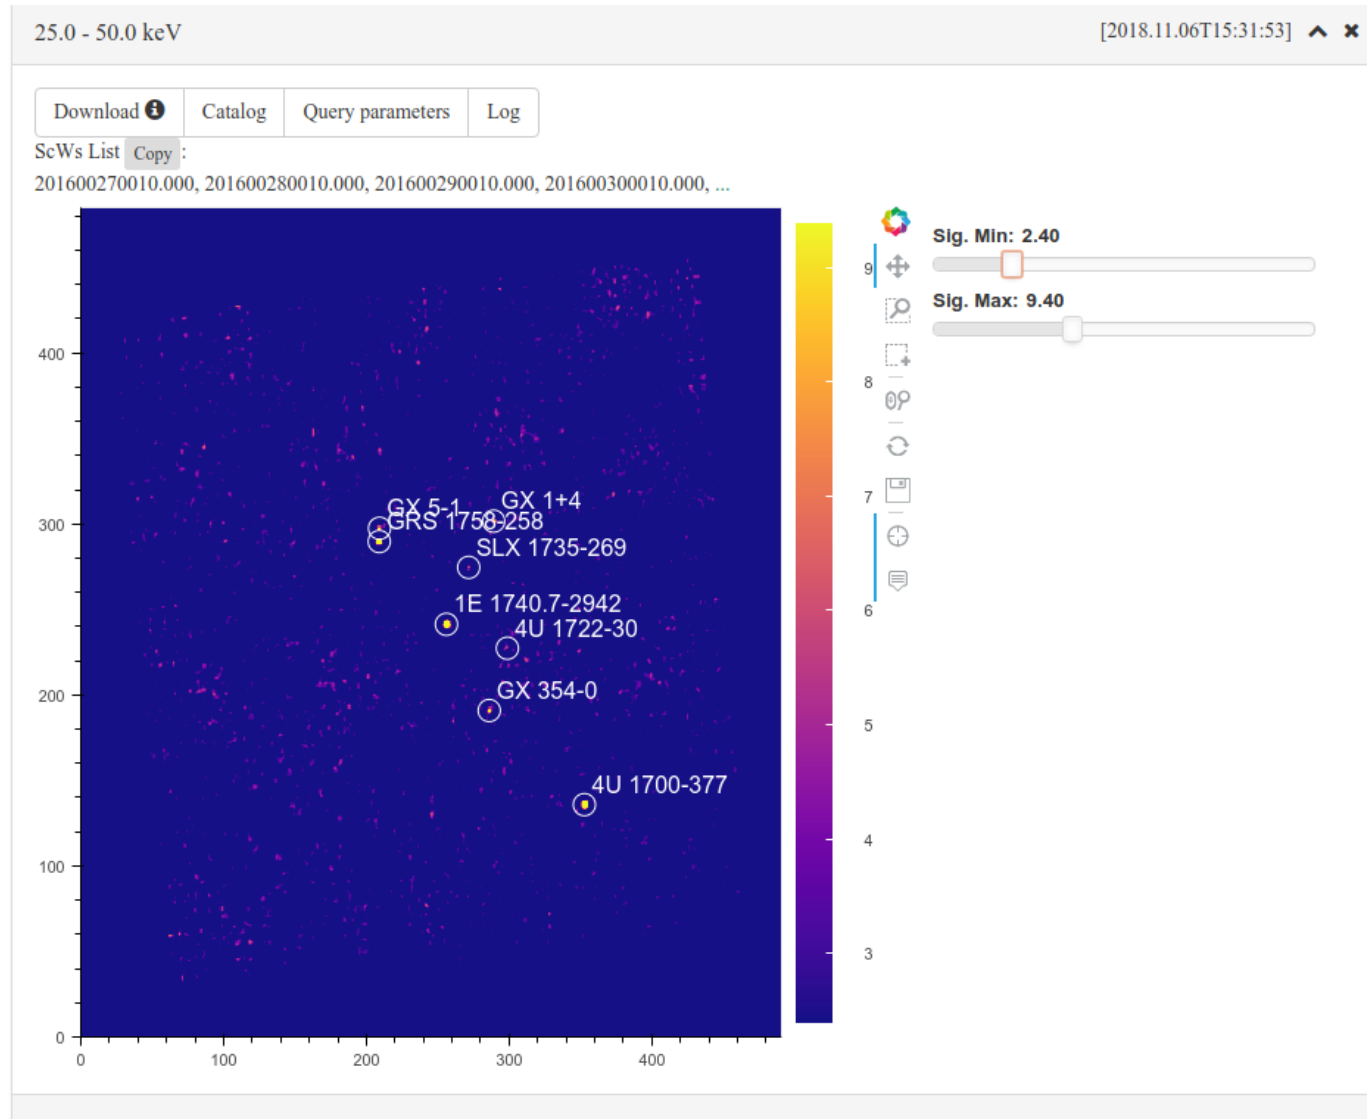 25.0 - 50.0 keV [2018.11.06T15:31:53]
Download Catalog Query parameters Log
ScWs List Copy :
201600270010.000, 201600280010.000, 201600290010.000, 201600300010.000, ...
Sig. Min: 2.40
Sig. Max: 9.40
GX 5-1
GX 1+4
GRS 1758-258
SLX 1735-269
1E 1740.7-2942
4U 1722-30
GX 354-0
4U 1700-377
400
300
200
100
0
0 100 200 300 400
9
8
7
6
5
4
3